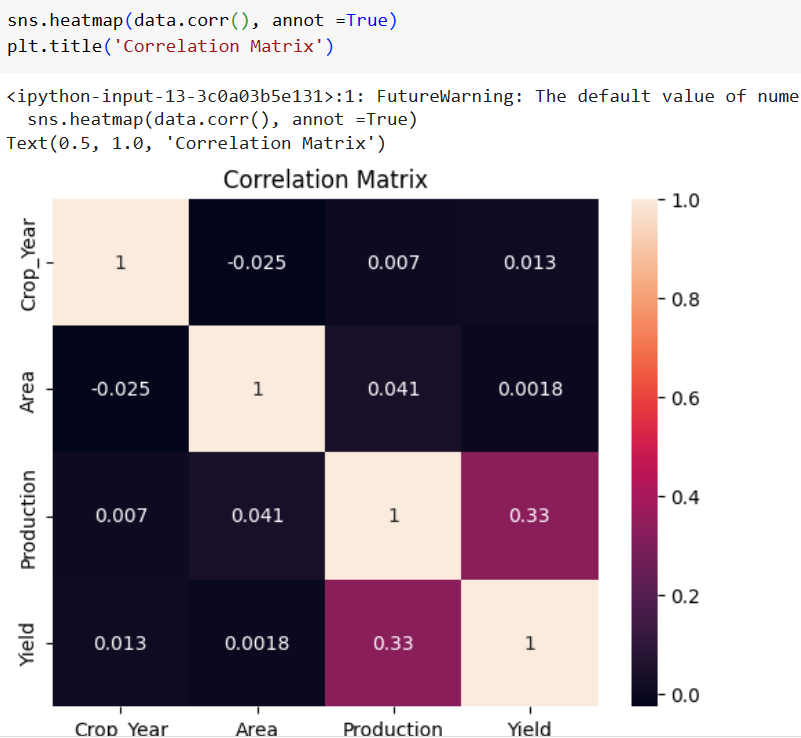 sns.heatmap(data.corr(), annot =True)
plt.title('Correlation Matrix')
<ipython-input-13-3c0a03b5e131>:1: FutureWarning: The default value of nume
sns.heatmap(data.corr(), annot =True)
Text(0.5, 1.0, 'Correlation Matrix')
Correlation Matrix
Crop_Year 1 -0.025 0.007 0.013
Area -0.025 1 0.041 0.0018
Production 0.007 0.041 1 0.33
Yield 0.013 0.0018 0.33 1
Crop_Year Area Production Yield
1.0
0.8
0.6
0.4
0.2
0.0